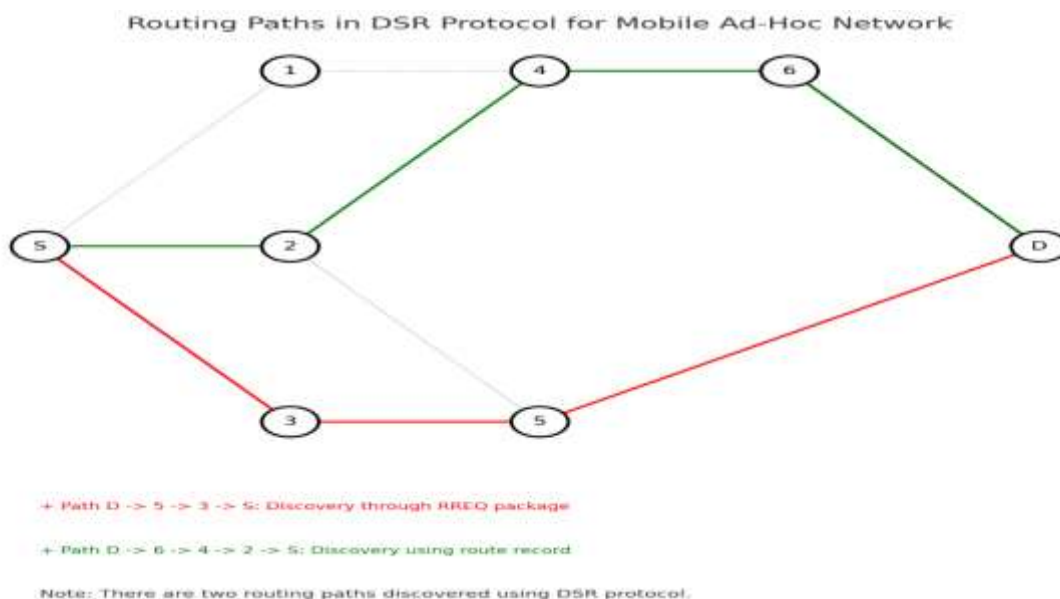 Routing Paths in DSR Protocol for Mobile Ad-Hoc Network
1 4 6
S 2 D
3 5
+ Path D -> 5 -> 3 -> S: Discovery through RREQ package
+ Path D -> 6 -> 4 -> 2 -> S: Discovery using route record
Note: There are two routing paths discovered using DSR protocol.